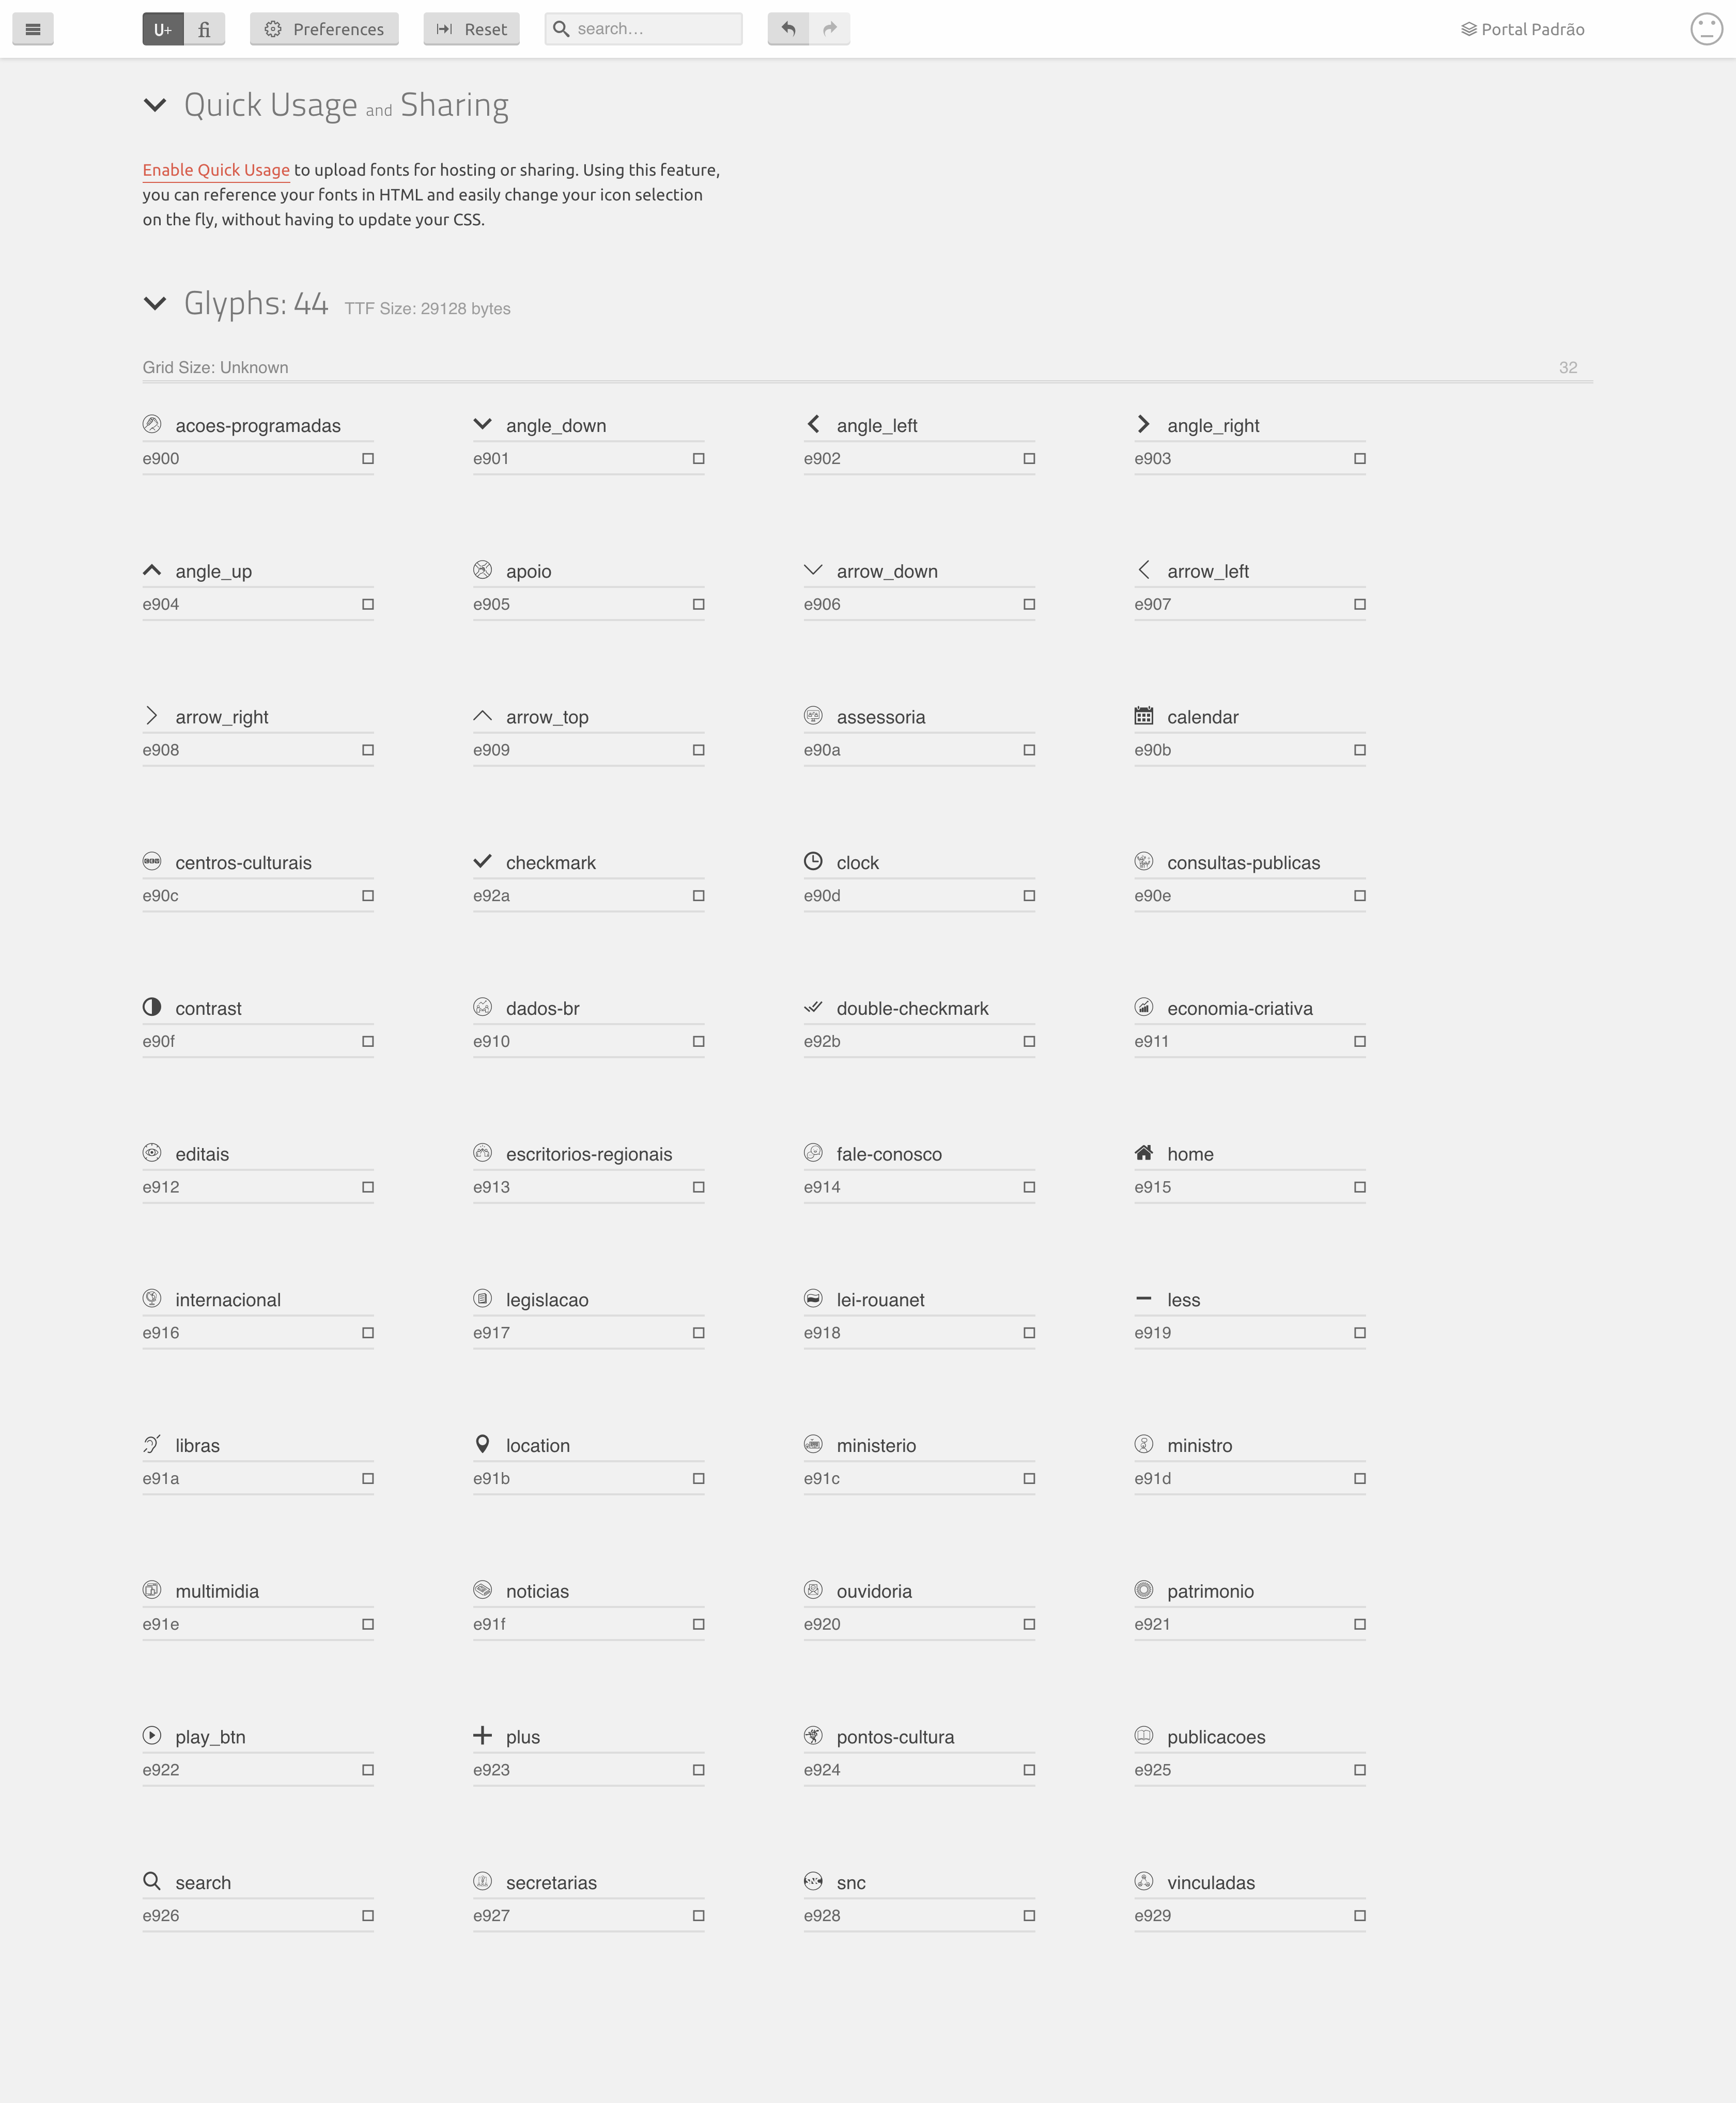 U+ fi Preferences Reset search... Portal Padrão
Quick Usage and Sharing
Enable Quick Usage to upload fonts for hosting or sharing. Using this feature,
you can reference your fonts in HTML and easily change your icon selection
on the fly, without having to update your CSS.
Glyphs: 44 TTF Size: 29128 bytes
Grid Size: Unknown 32
acoes-programadas angle_down angle_left angle_right
e900 e901 e902 e903
angle_up apoio arrow_down arrow_left
e904 e905 e906 e907
arrow_right arrow_top assessoria calendar
e908 e909 e90a e90b
centros-culturais checkmark clock consultas-publicas
e90c e92a e90d e90e
contrast dados-br double-checkmark economia-criativa
e90f e910 e92b e911
editais escritorios-regionais fale-conosco home
e912 e913 e914 e915
internacional legislacao lei-rouanet less
e916 e917 e918 e919
libras location ministerio ministro
e91a e91b e91c e91d
multimidia noticias ouvidoria patrimonio
e91e e91f e920 e921
play_btn plus pontos-cultura publicacoes
e922 e923 e924 e925
search secretarias snc vinculadas
e926 e927 e928 e929